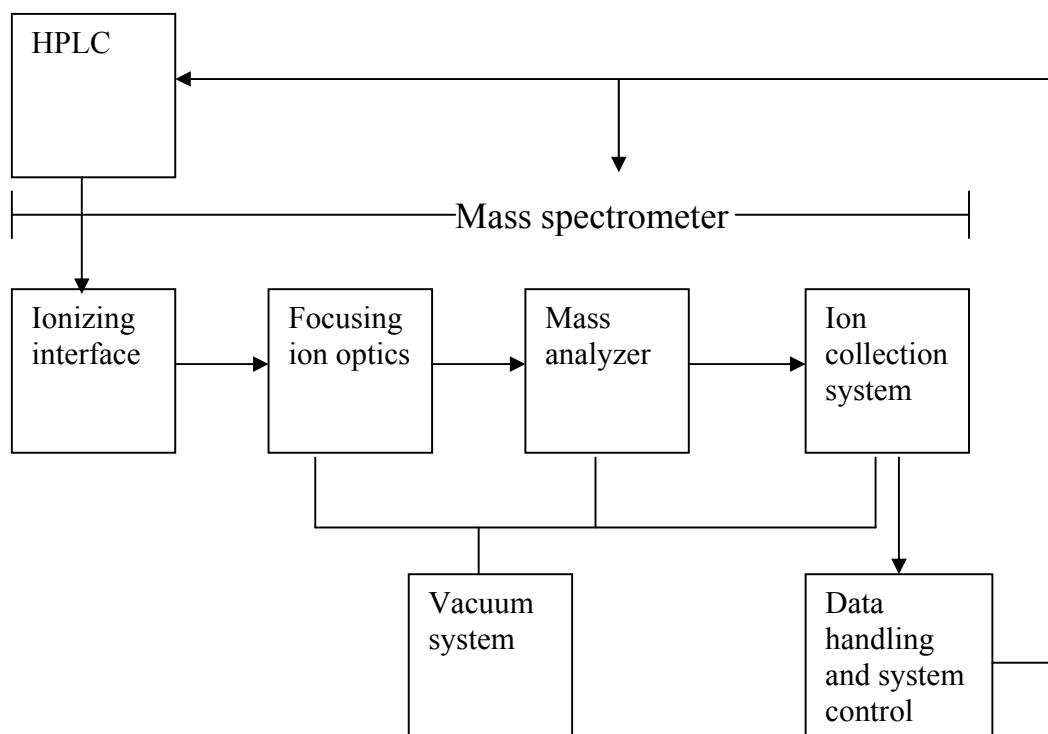 HPLC
Mass spectrometer
Ionizing
interface
Focusing
ion optics
Mass
analyzer
Ion
collection
system
Vacuum
system
Data
handling
and system
control